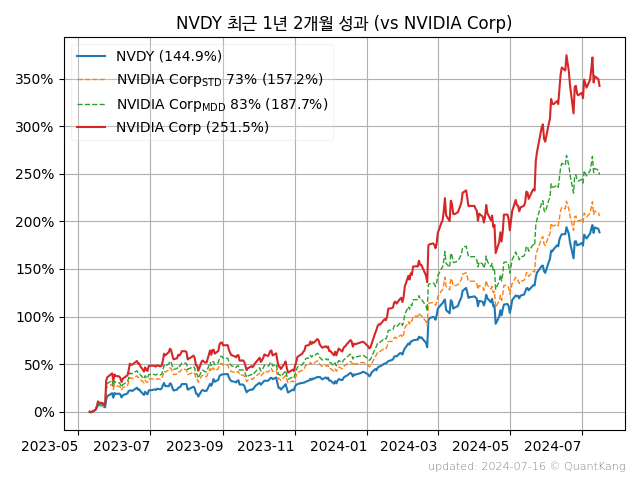 NVDY 최근 1년 2개월 성과 (vs NVIDIA Corp)
NVDY (144.9%)
NVIDIA CorpSTD 73% (157.2%)
NVIDIA CorpMDD 83% (187.7%)
NVIDIA Corp (251.5%)
350%
300%
250%
200%
150%
100%
50%
0%
2023-05 2023-07 2023-09 2023-11 2024-01 2024-03 2024-05 2024-07
updated: 2024-07-16 © QuantKang